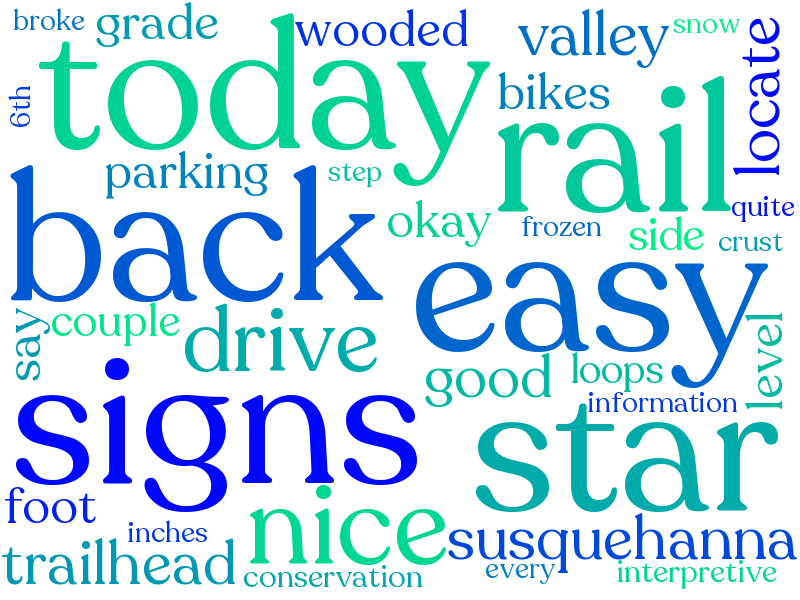 broke
grade
wooded
valley
snow
locate
today
bikes
rail
6th
parking
step
back
okay
frozen
side
quite
crust
easy
say
couple
drive
good
loops
level
information
signs
star
foot
inches
nice
susquehanna
trailhead
conservation
every
interpretive